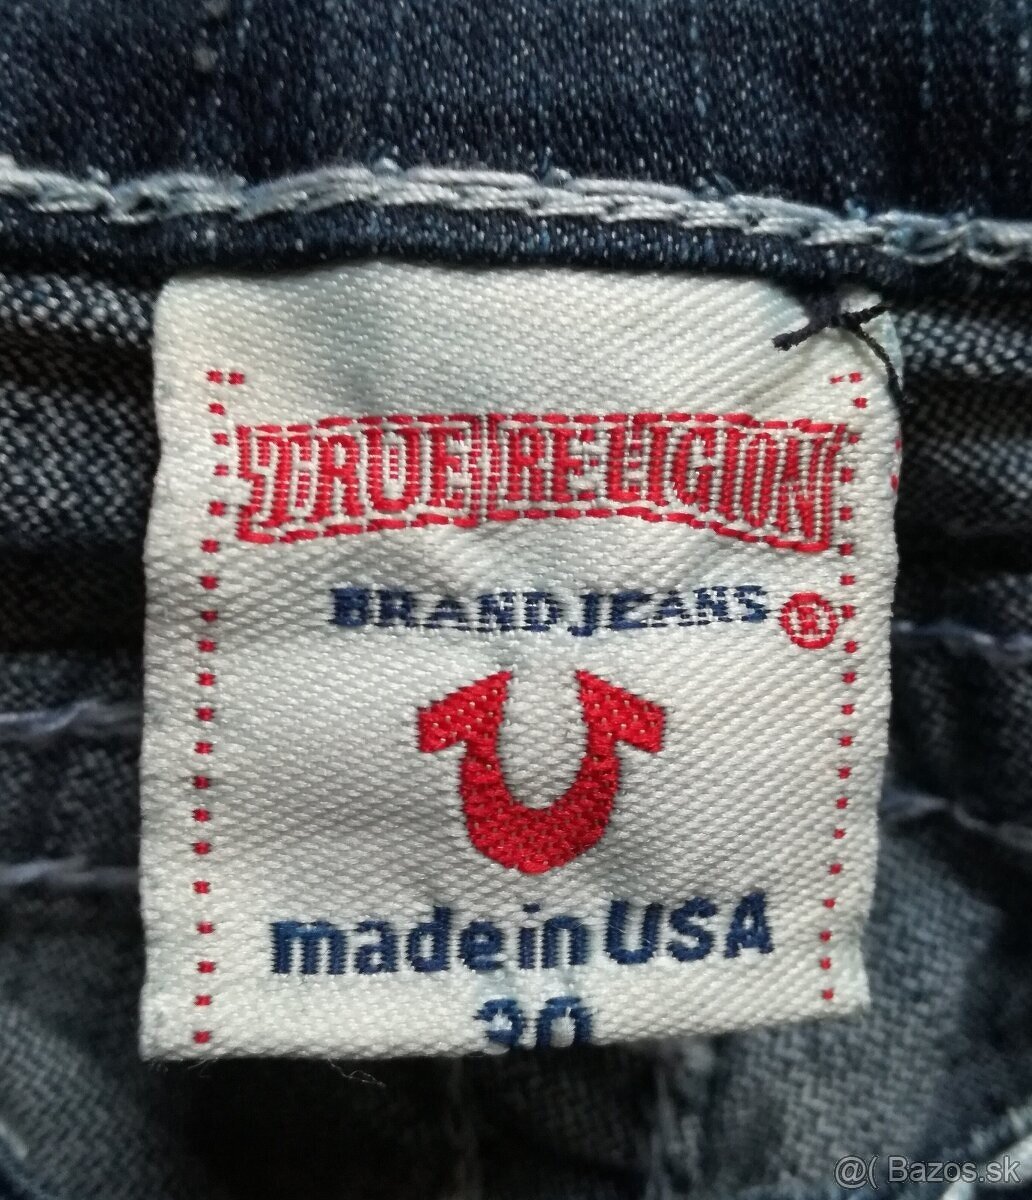 TRUE RELIGION
BRAND JEANS ®
made in USA
@( Bazos.sk